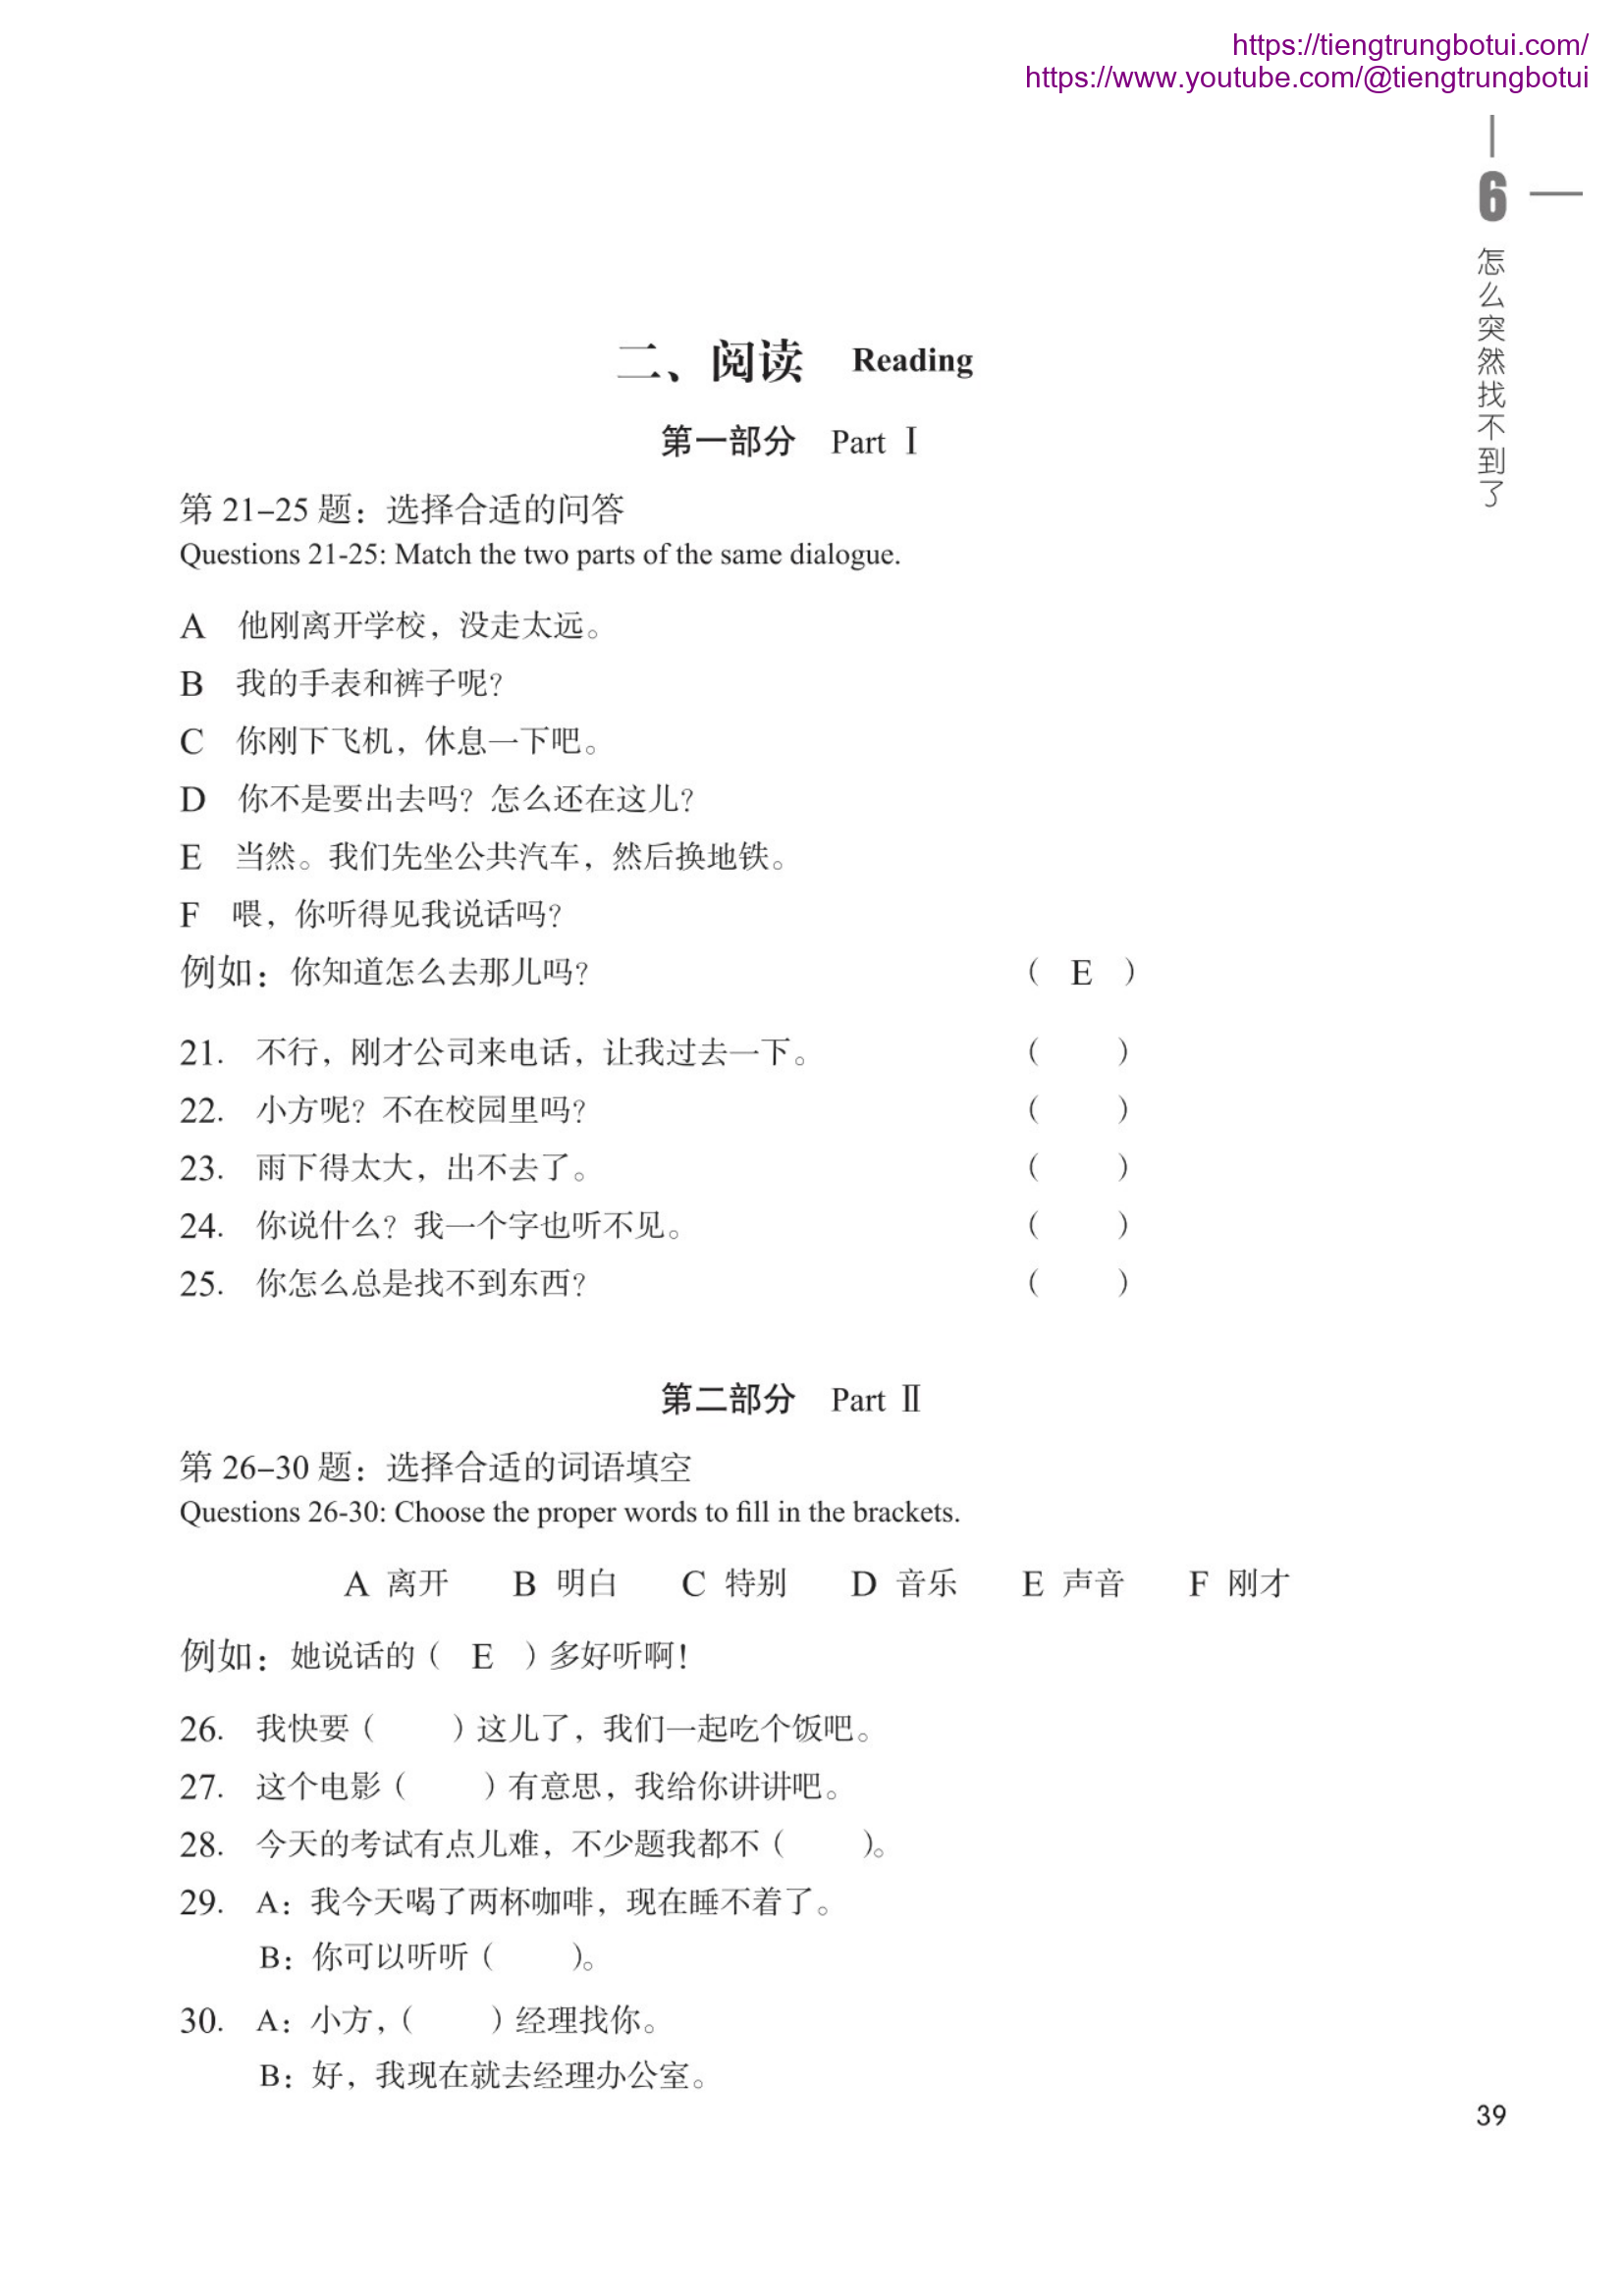 https://tiengtrungbotui.com/
https://www.youtube.com/@tiengtrungbotui
6
怎么突然找不到了
二、阅读 Reading
第一部分 Part Ⅰ
第 21–25 题：选择合适的问答
Questions 21-25: Match the two parts of the same dialogue.
A 他刚离开学校，没走太远。
B 我的手表和裤子呢？
C 你刚下飞机，休息一下吧。
D 你不是要出去吗？怎么还在这儿？
E 当然。我们先坐公共汽车，然后换地铁。
F 喂，你听得见我说话吗？
例如：你知道怎么去那儿吗？ （ E ）
21. 不行，刚才公司来电话，让我过去一下。 （ ）
22. 小方呢？不在校园里吗？ （ ）
23. 雨下得太大，出不去了。 （ ）
24. 你说什么？我一个字也听不见。 （ ）
25. 你怎么总是找不到东西？ （ ）
第二部分 Part Ⅱ
第 26–30 题：选择合适的词语填空
Questions 26-30: Choose the proper words to fill in the brackets.
A 离开 B 明白 C 特别 D 音乐 E 声音 F 刚才
例如：她说话的（ E ）多好听啊！
26. 我快要（ ）这儿了，我们一起吃个饭吧。
27. 这个电影（ ）有意思，我给你讲讲吧。
28. 今天的考试有点儿难，不少题我都不（ ）。
29. A：我今天喝了两杯咖啡，现在睡不着了。
B：你可以听听（ ）。
30. A：小方，（ ）经理找你。
B：好，我现在就去经理办公室。
39